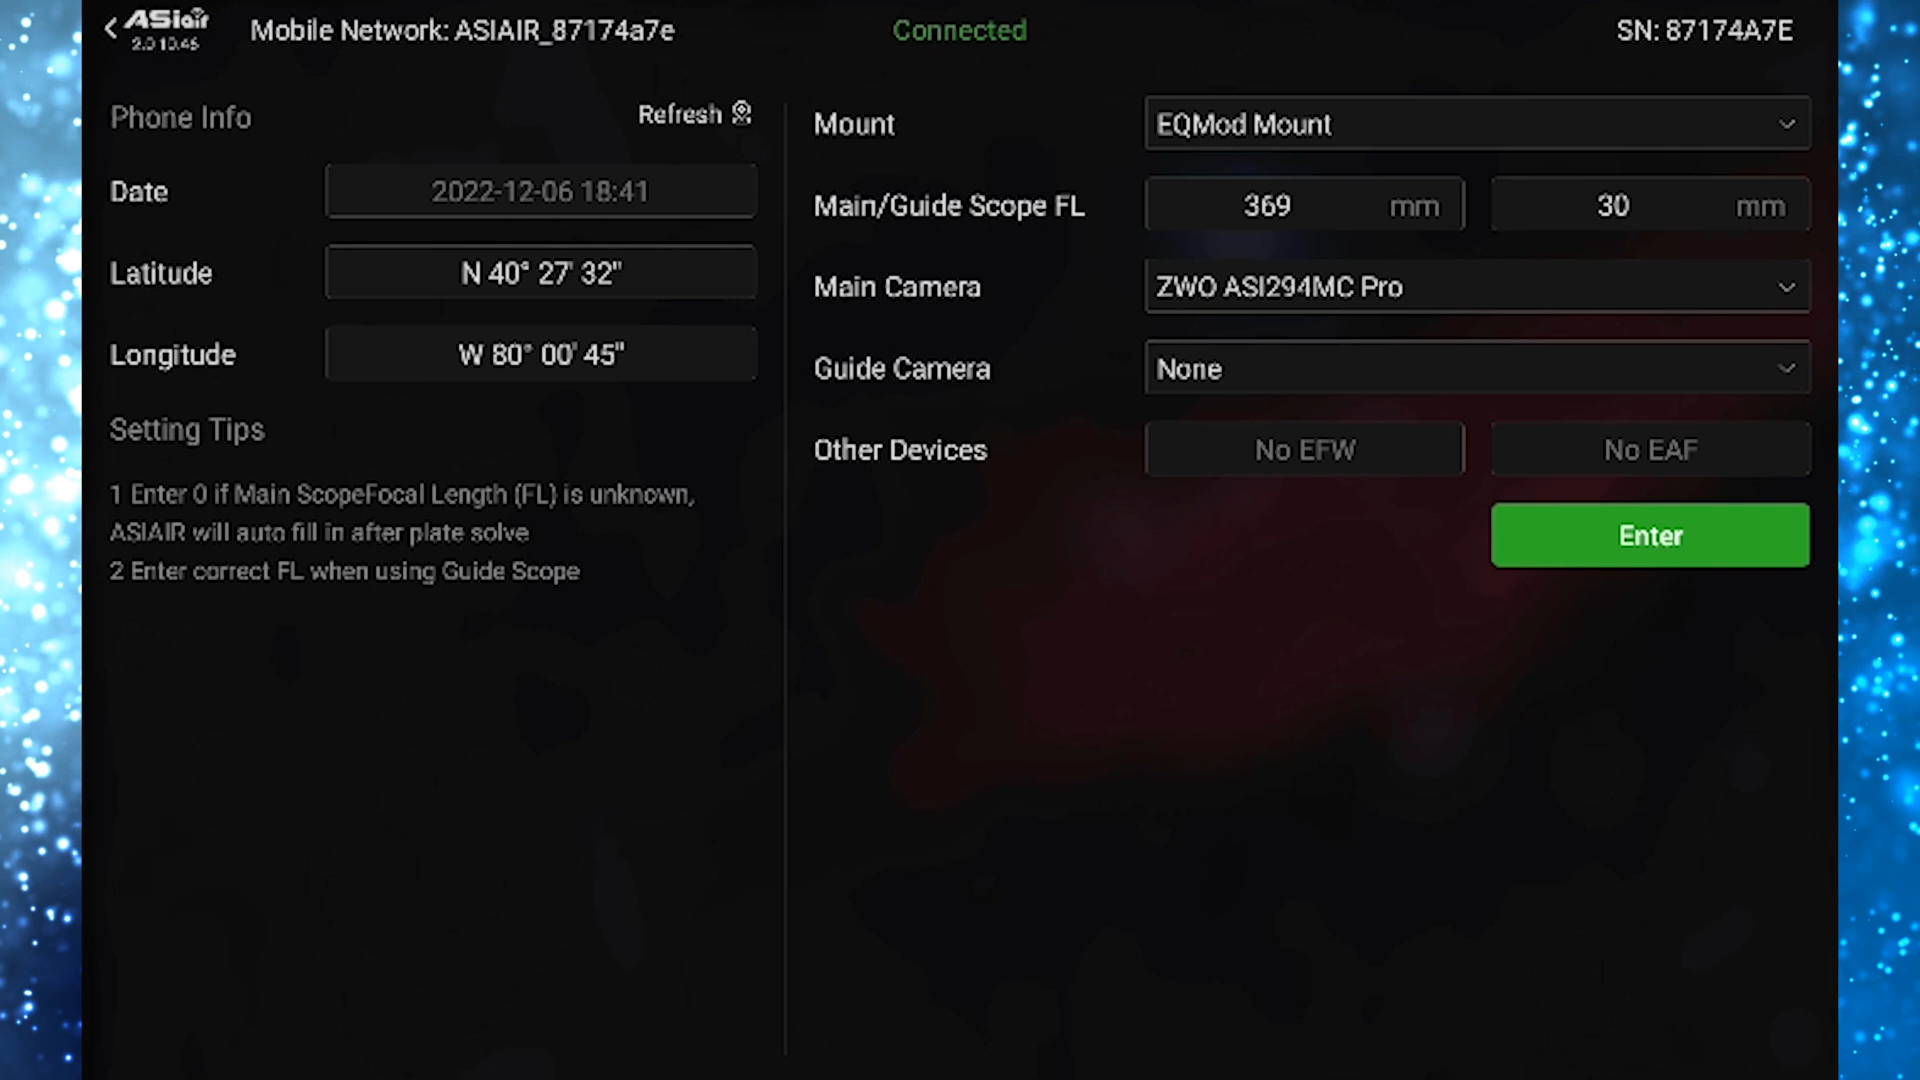 ASiair
2.0 10.45
Mobile Network: ASIAIR_87174a7e
Connected
SN: 87174A7E
Phone Info
Refresh
Date
2022-12-06 18:41
Latitude
N 40° 27' 32"
Longitude
W 80° 00' 45"
Setting Tips
1 Enter 0 if Main ScopeFocal Length (FL) is unknown,
ASIAIR will auto fill in after plate solve
2 Enter correct FL when using Guide Scope
Mount
EQMod Mount
Main/Guide Scope FL
369 mm
30 mm
Main Camera
ZWO ASI294MC Pro
Guide Camera
None
Other Devices
No EFW
No EAF
Enter